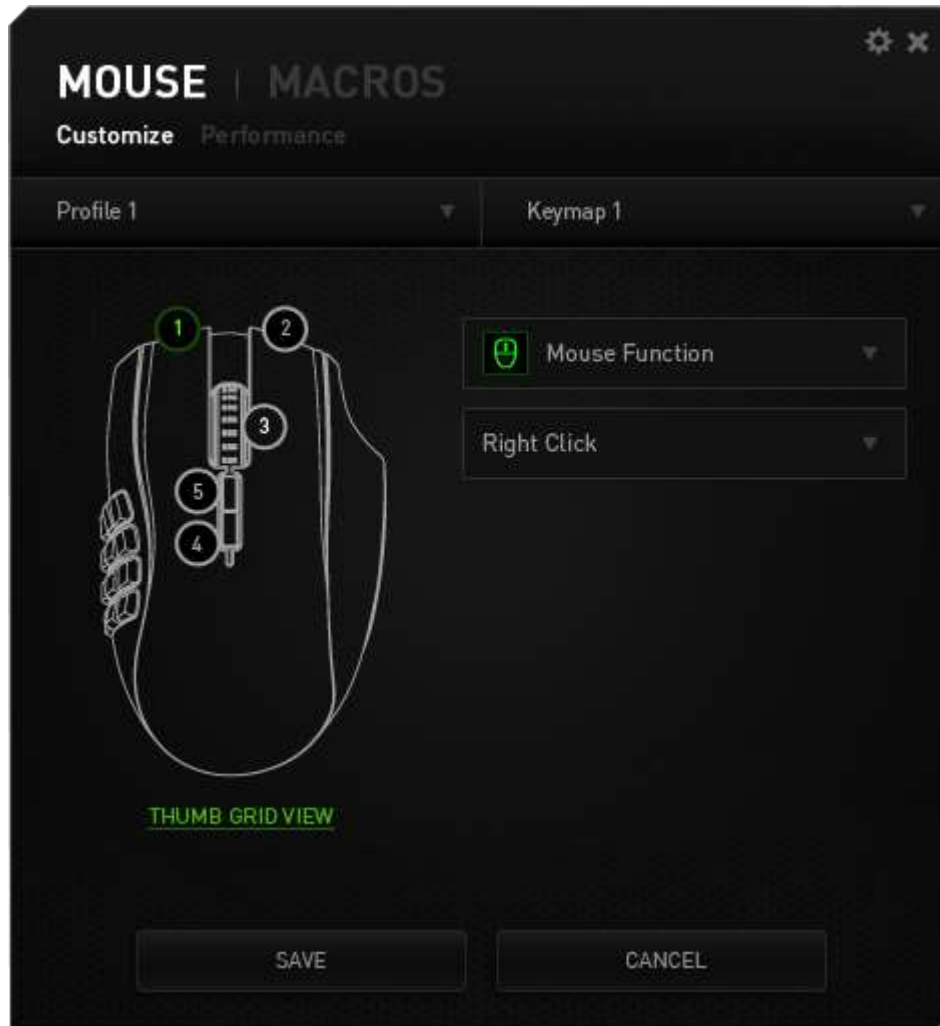 MOUSE | MACROS
Customize Performance
Profile 1 Keymap 1
1 2
Mouse Function
3
Right Click
5
4
THUMB GRID VIEW
SAVE CANCEL